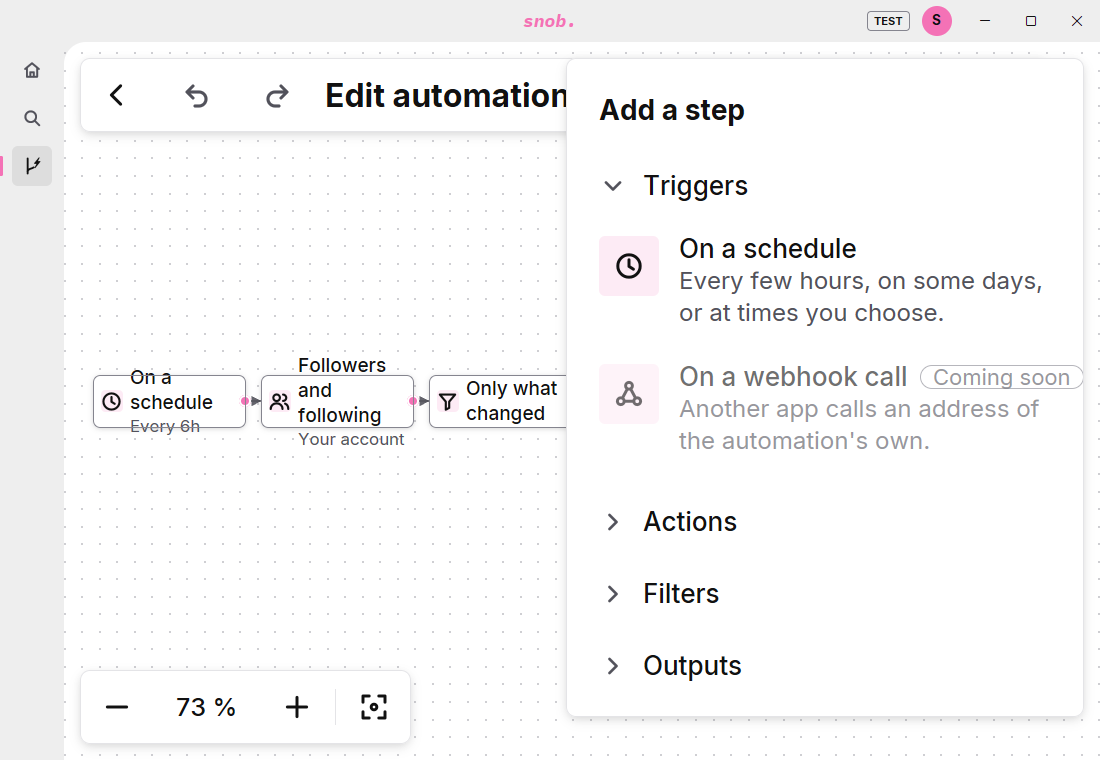 snob.
TEST
S
Edit automation
Add a step
Triggers
On a schedule
Every few hours, on some days,
or at times you choose.
On a webhook call
Coming soon
Another app calls an address of
the automation's own.
Actions
Filters
Outputs
On a
schedule
Every 6h
Followers
and
following
Your account
Only what
changed
73 %